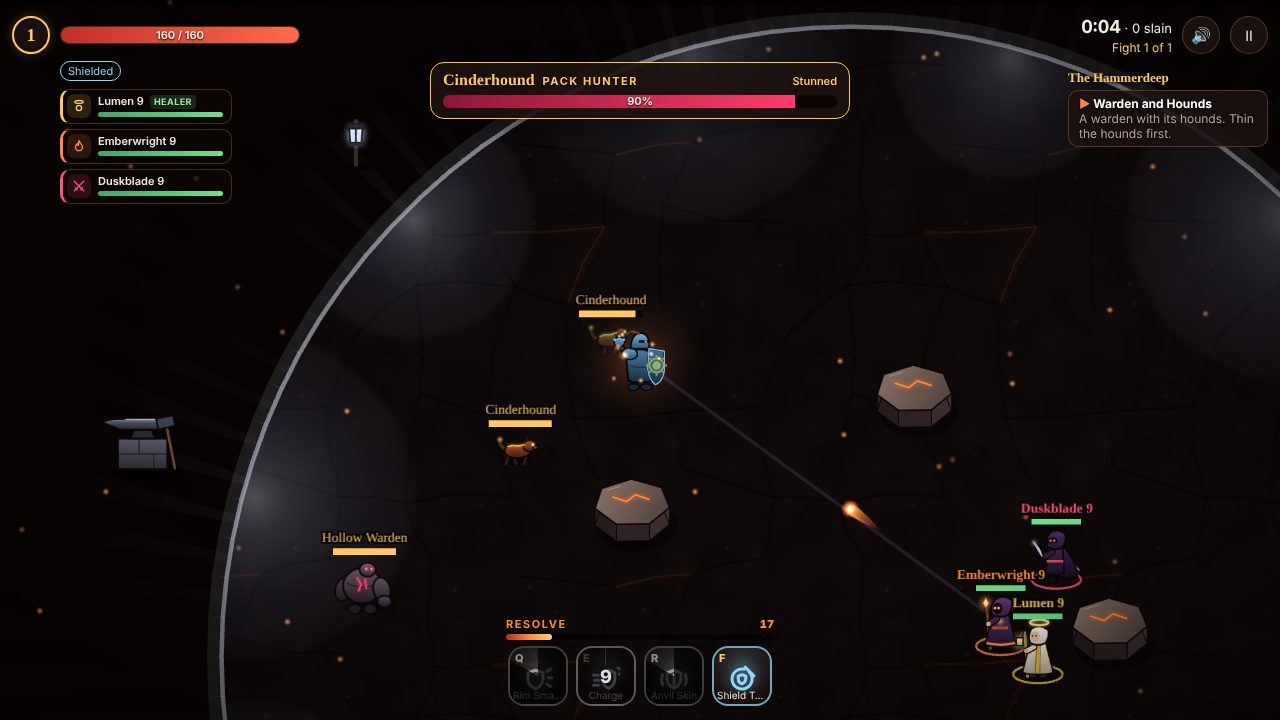 1
160 / 160
Shielded
Lumen 9 HEALER
Emberwright 9
Duskblade 9
Cinderhound PACK HUNTER Stunned
90%
0:04 · 0 slain
Fight 1 of 1
The Hammerdeep
Warden and Hounds
A warden with its hounds. Thin
the hounds first.
Cinderhound
Cinderhound
Hollow Warden
Duskblade 9
Emberwright 9
Lumen 9
RESOLVE 17
Q E R F
9
Rim Sma... Charge Anvil Skin Shield T...